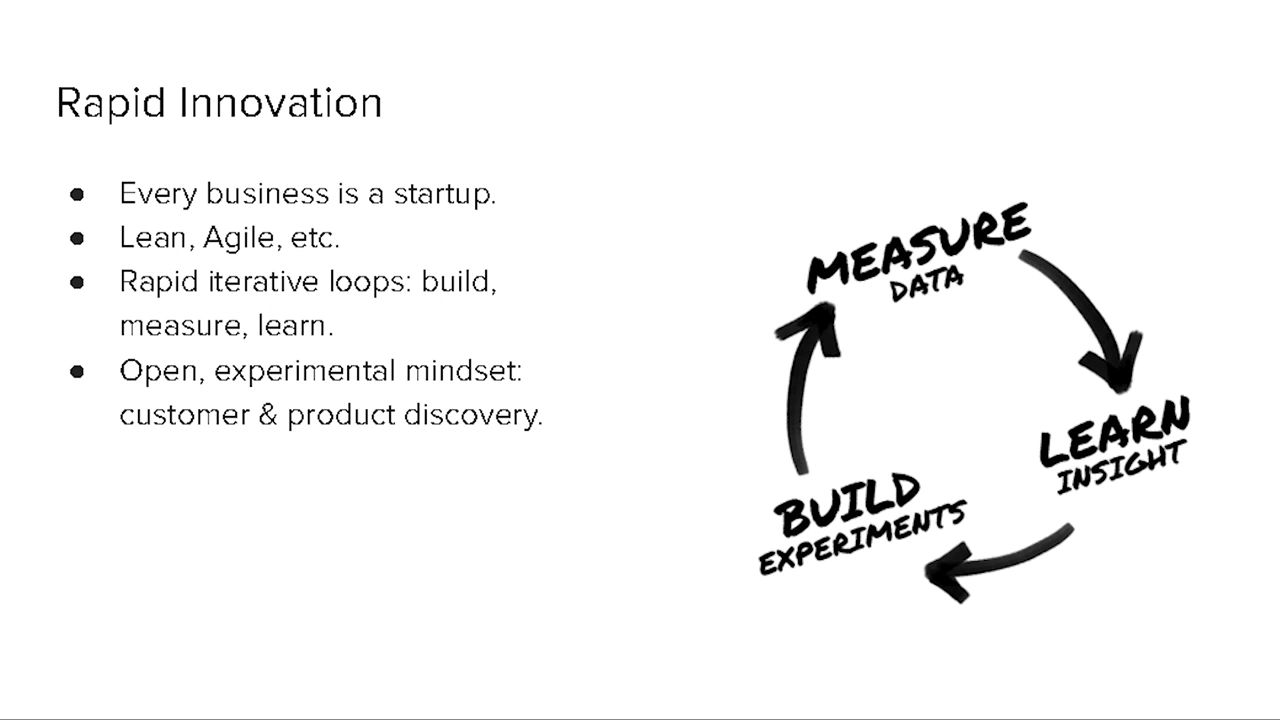 Rapid Innovation
● Every business is a startup.
● Lean, Agile, etc.
● Rapid iterative loops: build,
measure, learn.
● Open, experimental mindset:
customer & product discovery.
MEASURE
DATA
LEARN
INSIGHT
BUILD
EXPERIMENTS